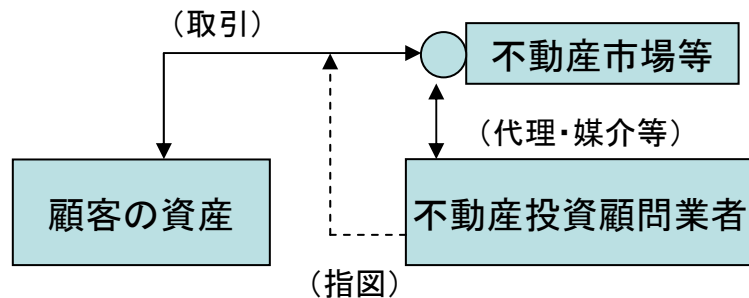 （取引）
不動産市場等
（代理・媒介等）
顧客の資産
不動産投資顧問業者
（指図）